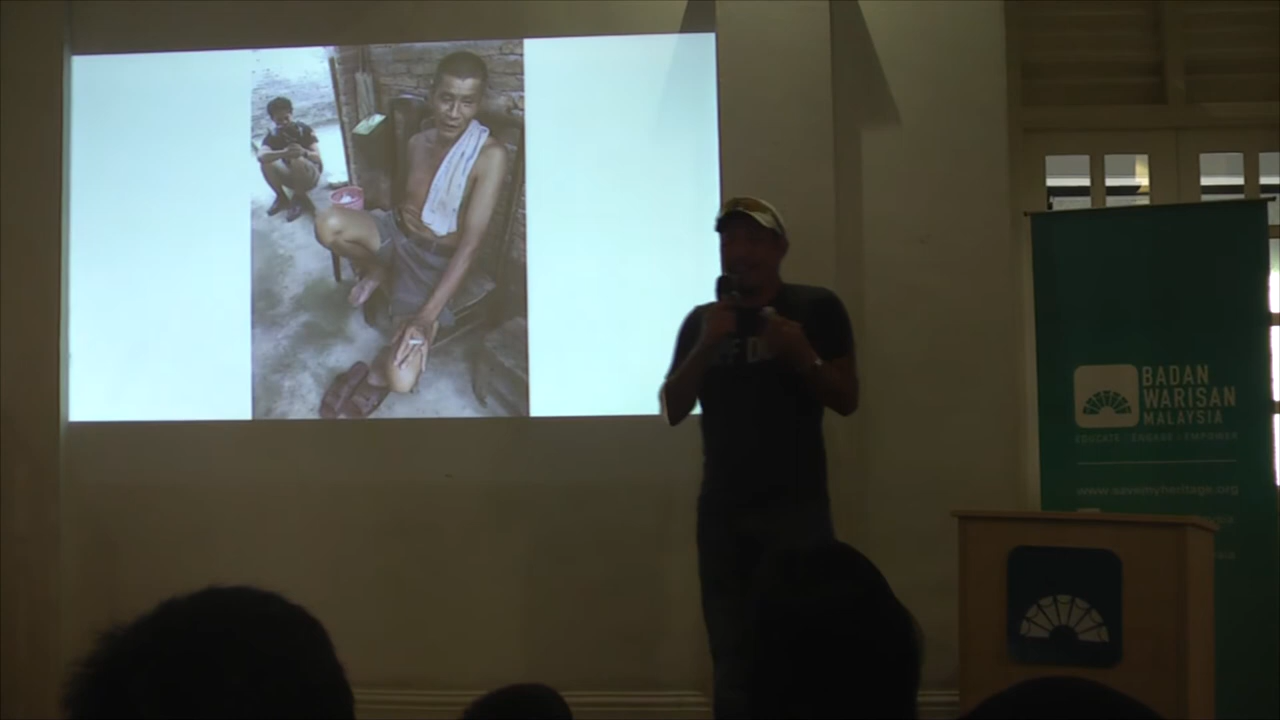 BADAN
WARISAN
MALAYSIA
EDUCATE · ENGAGE · EMPOWER
www.savemyheritage.org